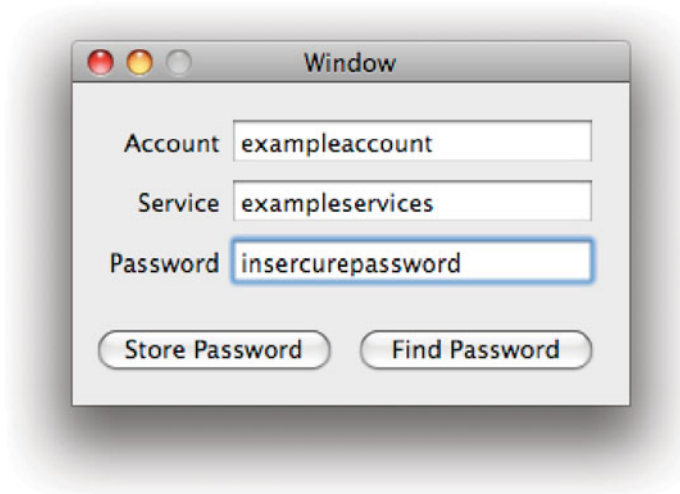 Window
Account exampleaccount
Service exampleservices
Password insercurepassword
Store Password Find Password